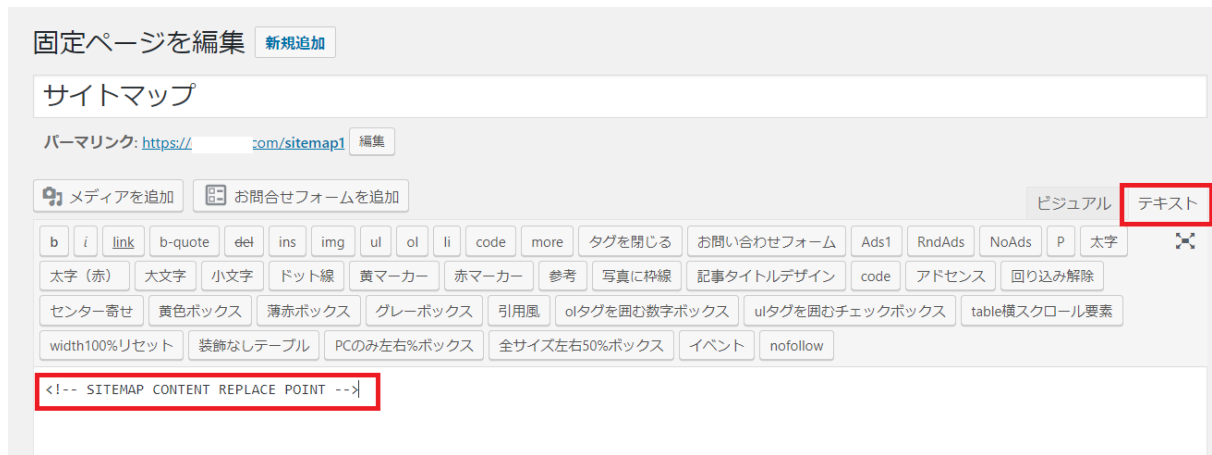 固定ページを編集 新規追加
サイトマップ
パーマリンク: https:// com/sitemap1 編集
メディアを追加 お問合せフォームを追加 ビジュアル テキスト
b i link b-quote del ins img ul ol li code more タグを閉じる お問い合わせフォーム Ads1 RndAds NoAds P 太字
太字（赤） 大文字 小文字 ドット線 黄マーカー 赤マーカー 参考 写真に枠線 記事タイトルデザイン code アドセンス 回り込み解除
センター寄せ 黄色ボックス 薄赤ボックス グレーボックス 引用風 olタグを囲む数字ボックス ulタグを囲むチェックボックス table横スクロール要素
width100%リセット 装飾なしテーブル PCのみ左右%ボックス 全サイズ左右50%ボックス イベント nofollow
<!-- SITEMAP CONTENT REPLACE POINT -->